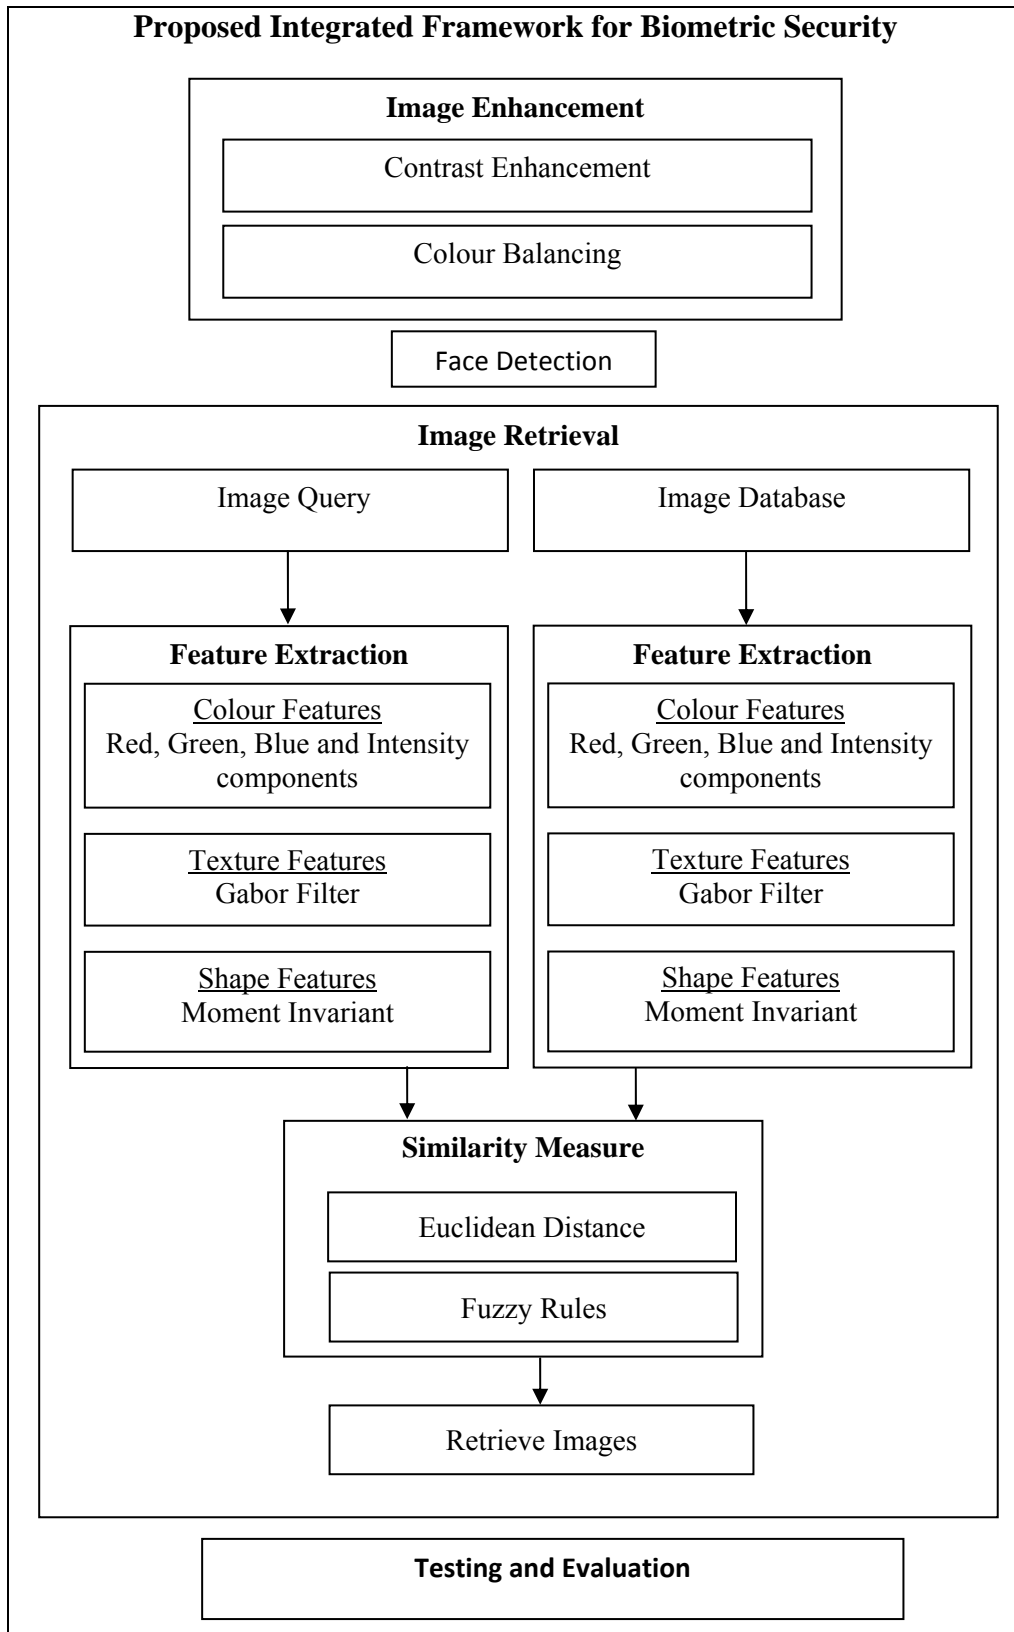 Proposed Integrated Framework for Biometric Security
Image Enhancement
Contrast Enhancement
Colour Balancing
Face Detection
Image Retrieval
Image Query
Image Database
Feature Extraction
Colour Features
Red, Green, Blue and Intensity
components
Texture Features
Gabor Filter
Shape Features
Moment Invariant
Feature Extraction
Colour Features
Red, Green, Blue and Intensity
components
Texture Features
Gabor Filter
Shape Features
Moment Invariant
Similarity Measure
Euclidean Distance
Fuzzy Rules
Retrieve Images
Testing and Evaluation